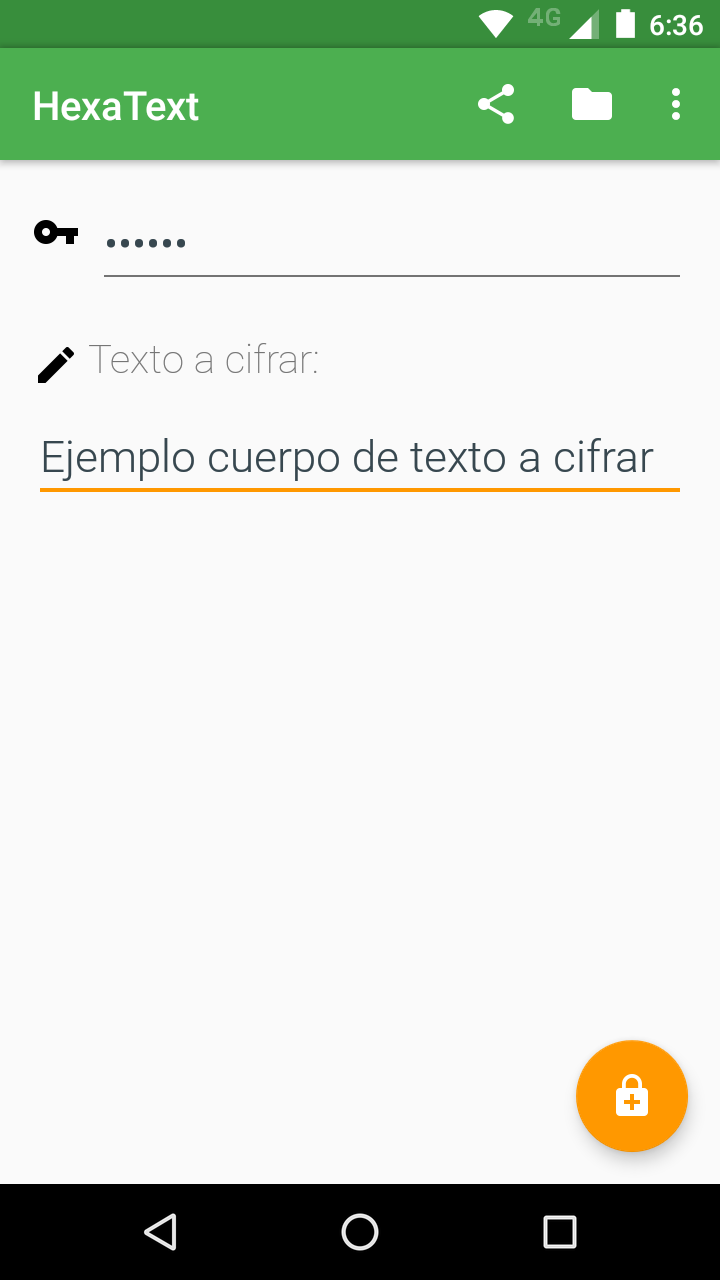 4G 6:36
HexaText
••••••
Texto a cifrar:
Ejemplo cuerpo de texto a cifrar